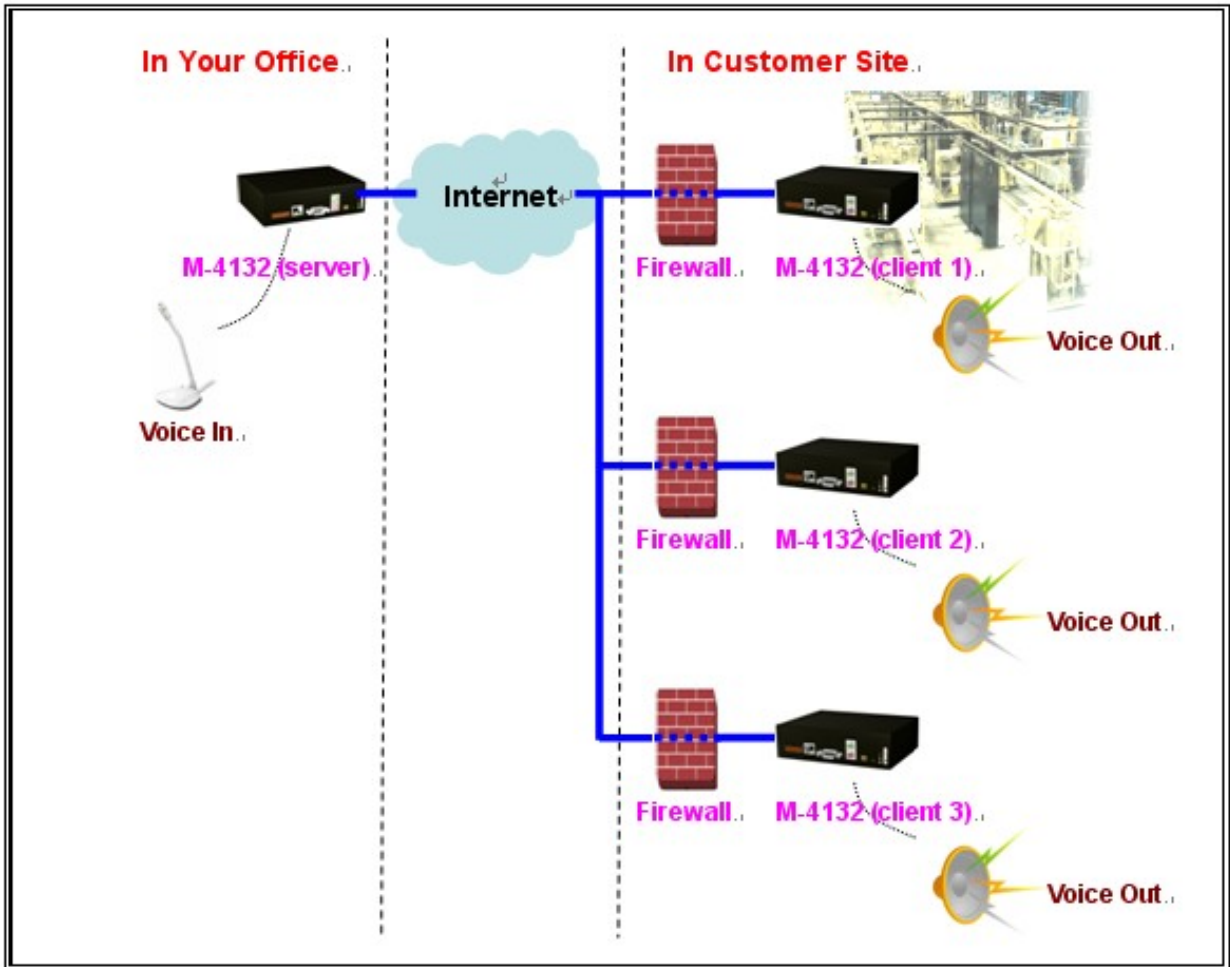 In Your Office
In Customer Site
Internet
M-4132 (server)
Firewall
M-4132 (client 1)
Voice In
Voice Out
Firewall
M-4132 (client 2)
Voice Out
Firewall
M-4132 (client 3)
Voice Out